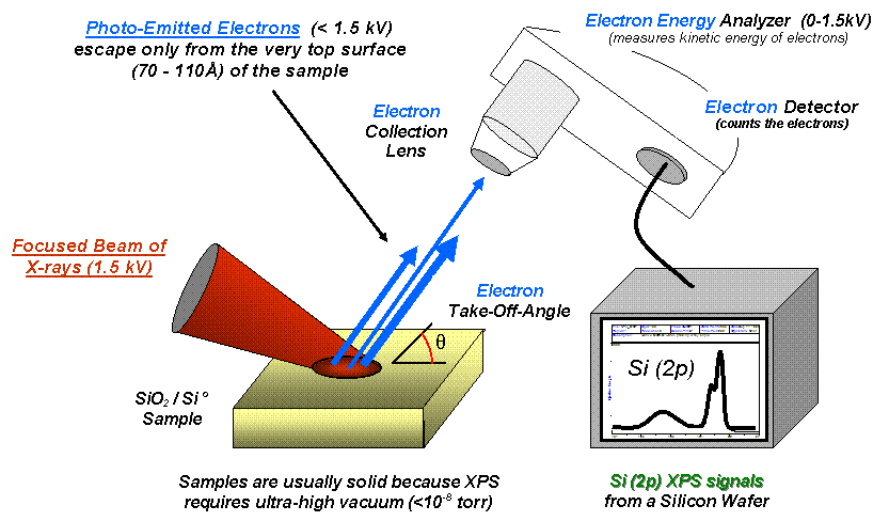 Photo-Emitted Electrons (< 1.5 kV)
escape only from the very top surface
(70 - 110Å) of the sample
Electron Energy Analyzer (0-1.5kV)
(measures kinetic energy of electrons)
Electron
Collection
Lens
Electron Detector
(counts the electrons)
Focused Beam of
X-rays (1.5 kV)
Electron
Take-Off-Angle
θ
Si (2p)
SiO₂ / Si°
Sample
Samples are usually solid because XPS
requires ultra-high vacuum (<10⁻⁸ torr)
Si (2p) XPS signals
from a Silicon Wafer